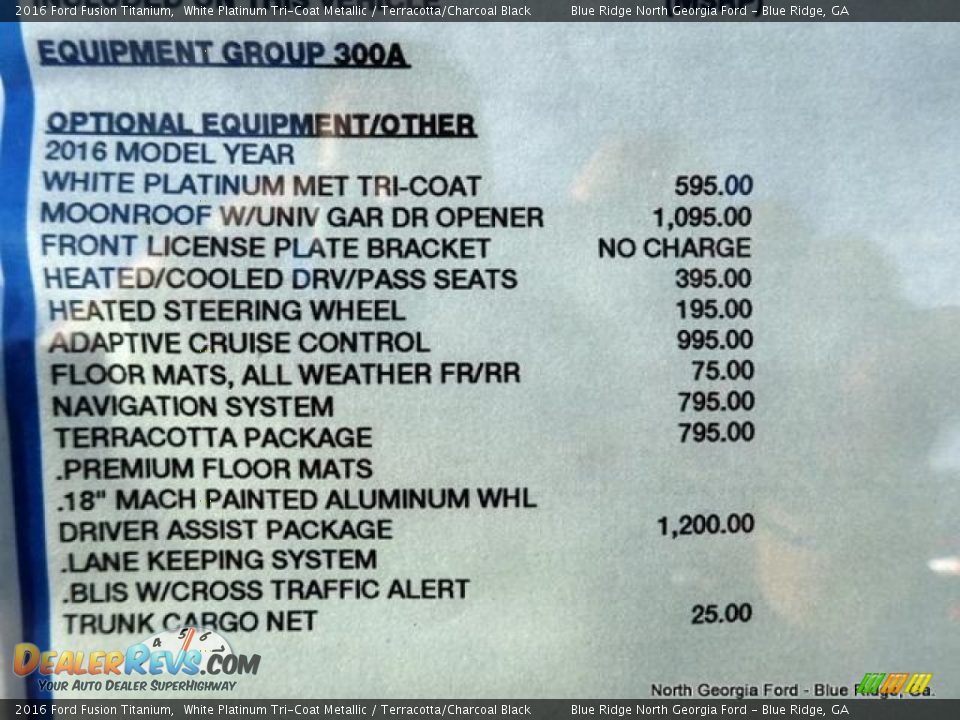 2016 Ford Fusion Titanium, White Platinum Tri-Coat Metallic / Terracotta/Charcoal Black Blue Ridge North Georgia Ford - Blue Ridge, GA
EQUIPMENT GROUP 300A
OPTIONAL EQUIPMENT/OTHER
2016 MODEL YEAR
WHITE PLATINUM MET TRI-COAT 595.00
MOONROOF W/UNIV GAR DR OPENER 1,095.00
FRONT LICENSE PLATE BRACKET NO CHARGE
HEATED/COOLED DRV/PASS SEATS 395.00
HEATED STEERING WHEEL 195.00
ADAPTIVE CRUISE CONTROL 995.00
FLOOR MATS, ALL WEATHER FR/RR 75.00
NAVIGATION SYSTEM 795.00
TERRACOTTA PACKAGE 795.00
.PREMIUM FLOOR MATS
.18" MACH PAINTED ALUMINUM WHL
DRIVER ASSIST PACKAGE 1,200.00
.LANE KEEPING SYSTEM
.BLIS W/CROSS TRAFFIC ALERT
TRUNK CARGO NET 25.00
4 5 6 7
DEALERREVS.COM
YOUR AUTO DEALER SUPERHIGHWAY
North Georgia Ford - Blue Ridge, Ga.
2016 Ford Fusion Titanium, White Platinum Tri-Coat Metallic / Terracotta/Charcoal Black Blue Ridge North Georgia Ford - Blue Ridge, GA